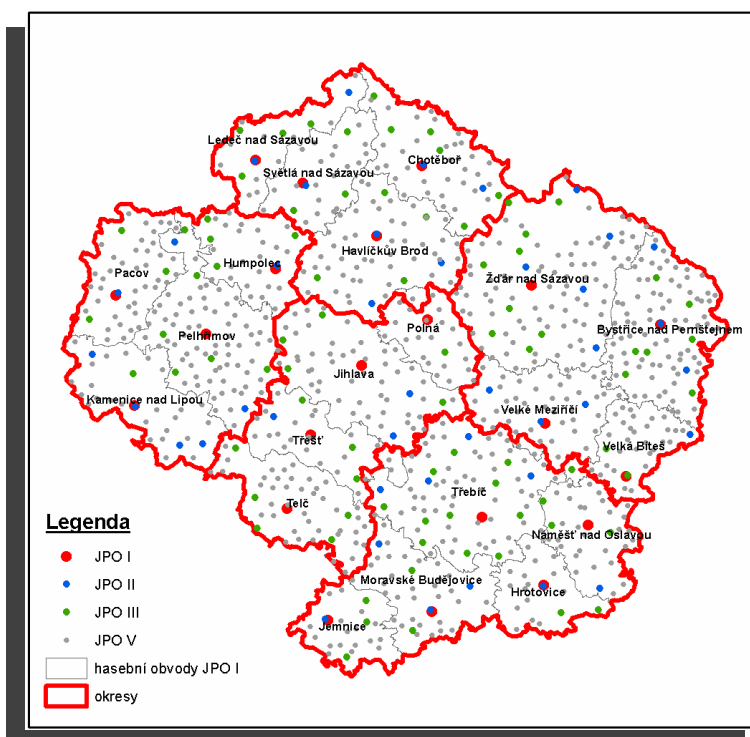 Ledeč nad Sázavou
Chotěboř
Světlá nad Sázavou
Havlíčkův Brod
Humpolec
Pacov
Žďár nad Sázavou
Polná
Bystřice nad Pernštejnem
Pelhřimov
Jihlava
Kamenice nad Lipou
Velké Meziříčí
Třešť
Velká Bíteš
Třebíč
Telč
Náměšť nad Oslavou
Moravské Budějovice
Hrotovice
Jemnice
Legenda
JPO I
JPO II
JPO III
JPO V
hasební obvody JPO I
okresy